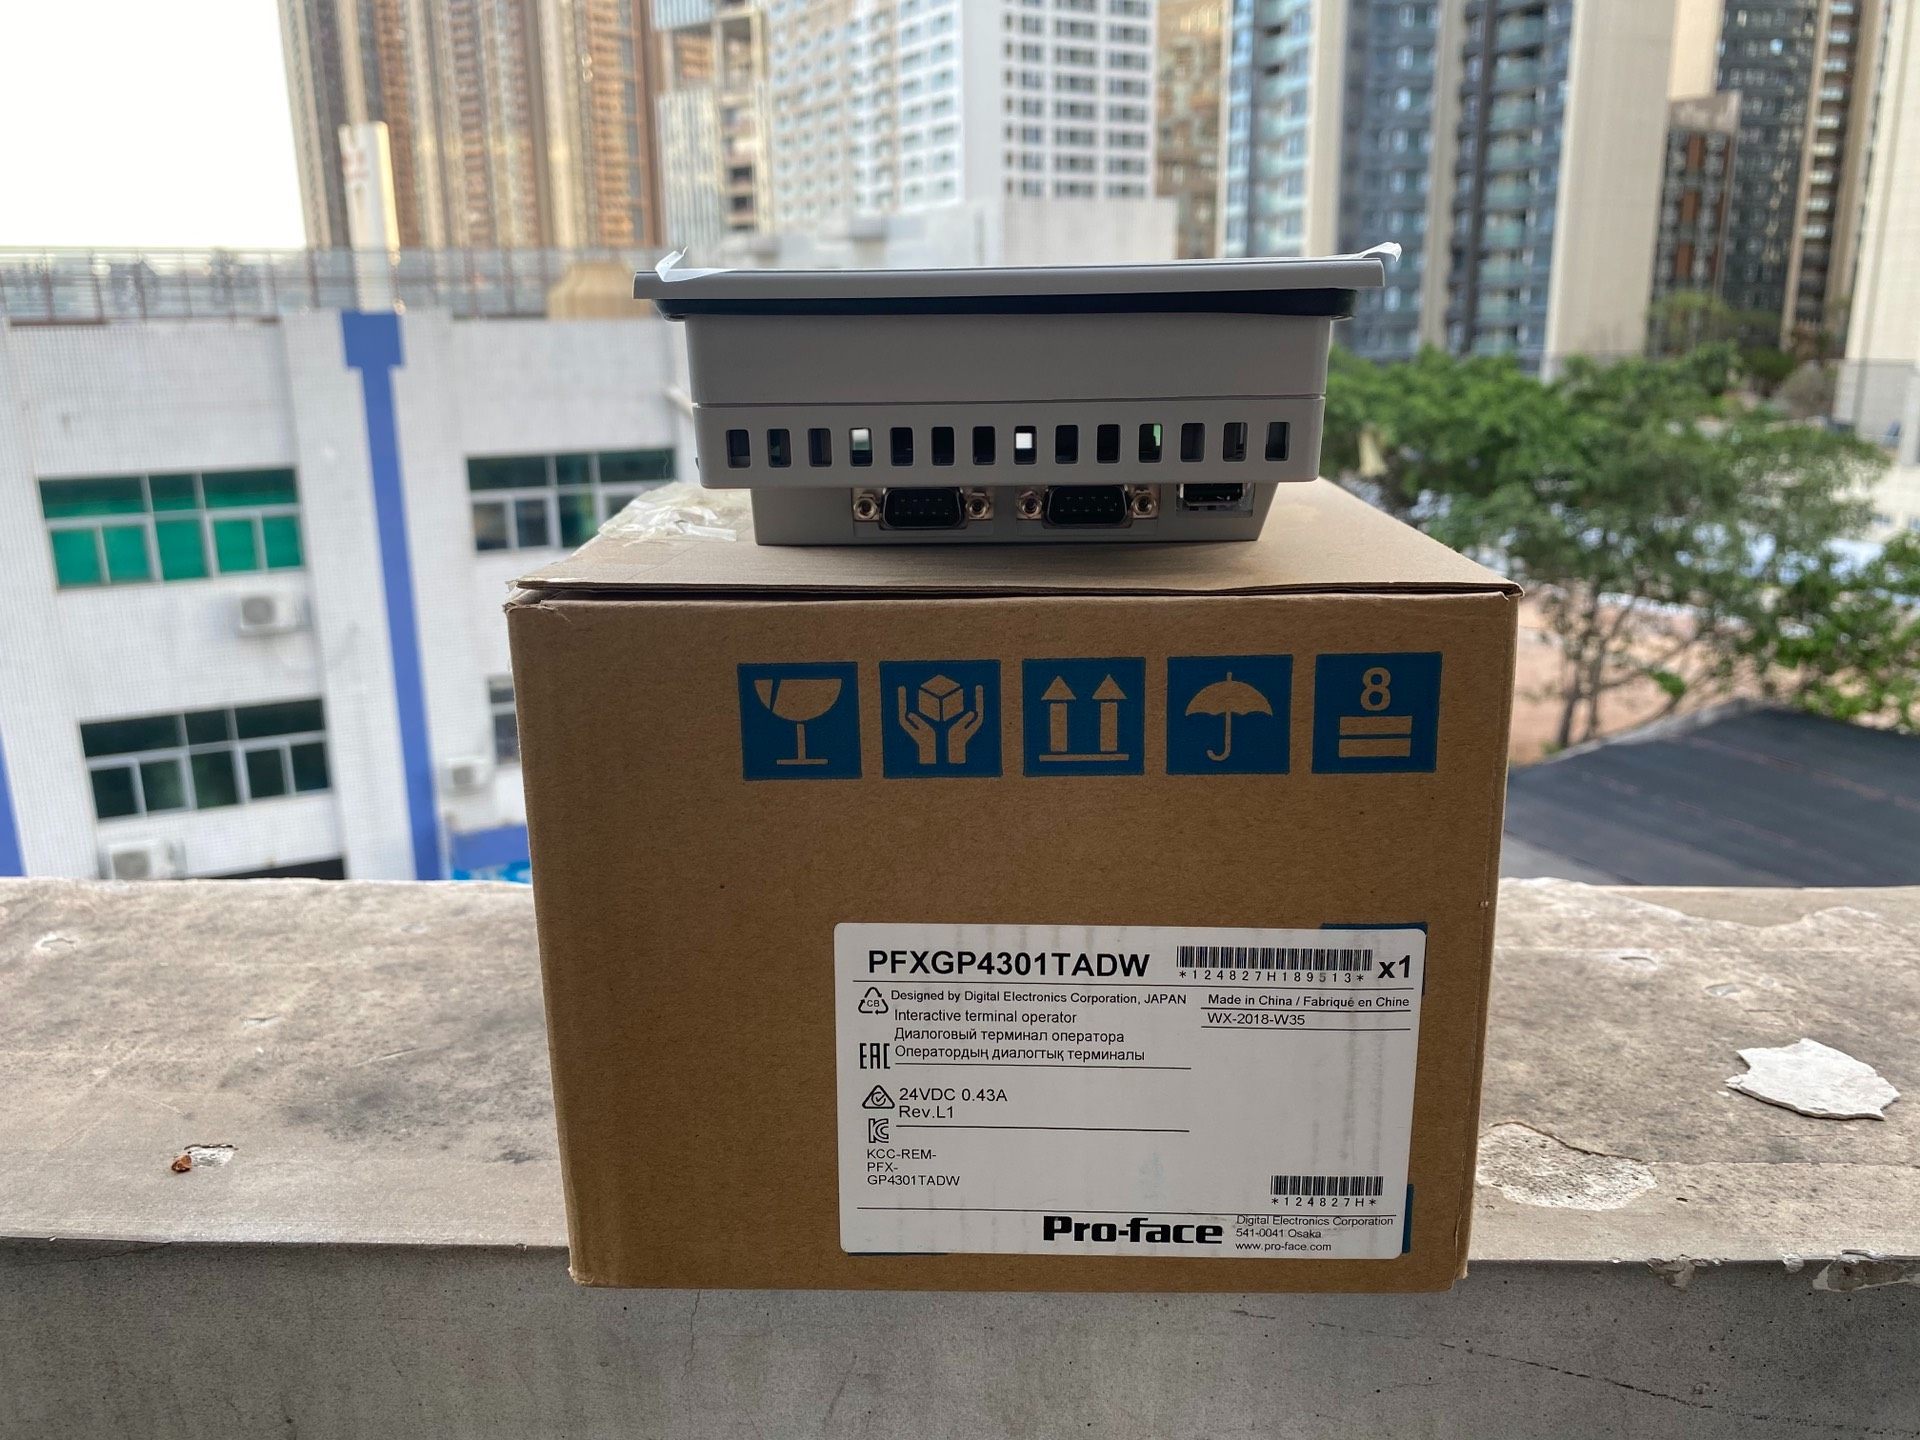 8
PFXGP4301TADW
*124827H189513* x1
Designed by Digital Electronics Corporation, JAPAN
Made in China / Fabriqué en Chine
Interactive terminal operator
WX-2018-W35
Диалоговый терминал оператора
EAC Оператордың диалогтық терминалы
24VDC 0.43A
Rev.L1
KCC-REM-
PFX-
GP4301TADW
*124827H*
Pro-face
Digital Electronics Corporation
541-0041 Osaka
www.pro-face.com